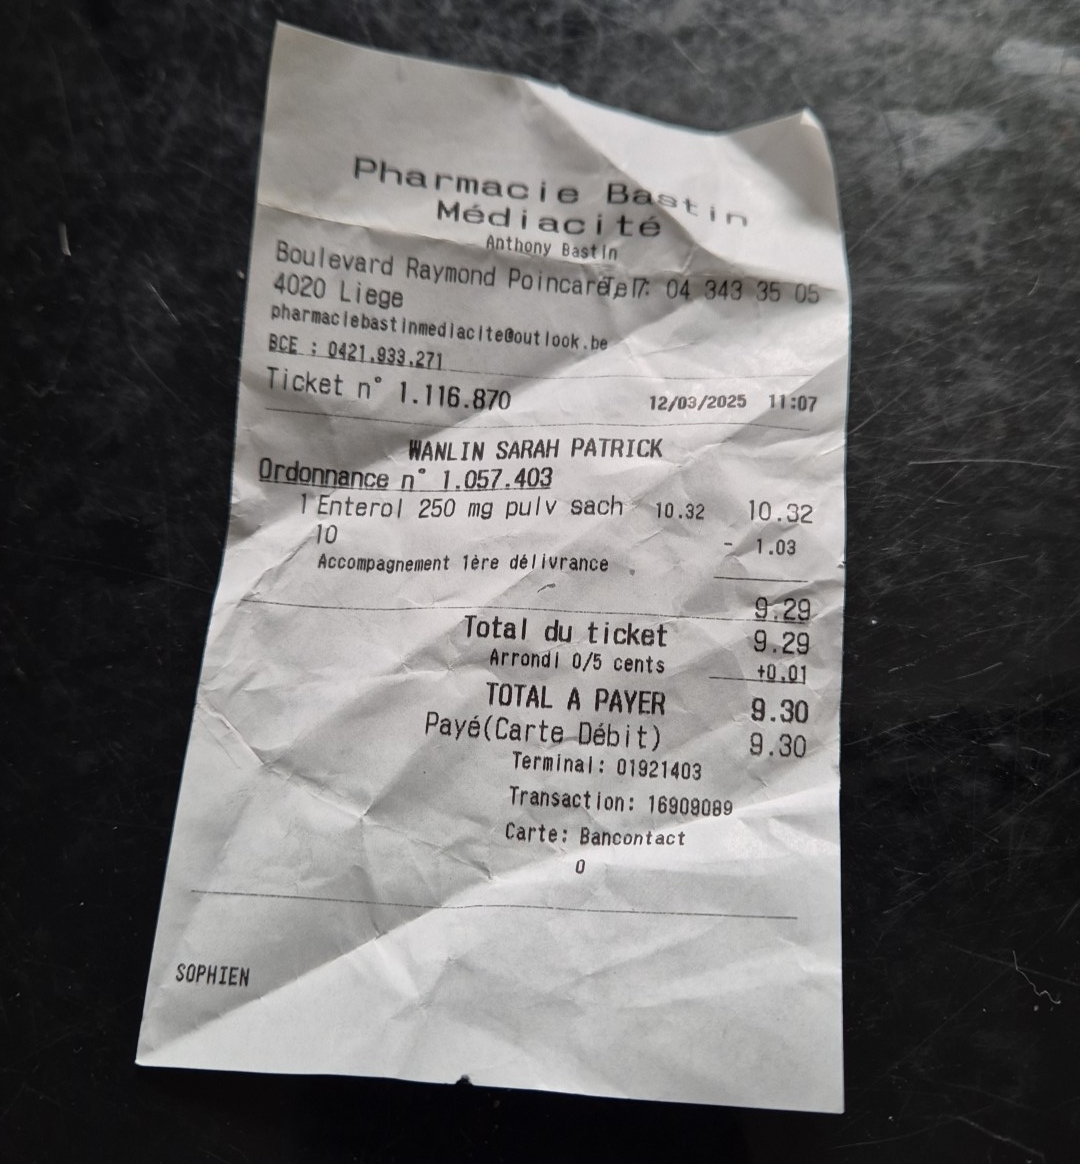 Pharmacie Bastin
Médiacité
Anthony Bastin
Boulevard Raymond Poincaré 04 343 35 05
4020 Liege
pharmaciebastinmediacite@outlook.be
BCE : 0421.933.271
Ticket n° 1.116.870 12/03/2025 11:07
WANLIN SARAH PATRICK
Ordonnance n° 1.057.403
1 Enterol 250 mg pulv sach 10.32 10.32
10 - 1.03
Accompagnement 1ère délivrance
9.29
Total du ticket 9.29
Arrondi 0/5 cents +0.01
TOTAL A PAYER 9.30
Payé(Carte Débit) 9.30
Terminal: 01921403
Transaction: 16909089
Carte: Bancontact
0
SOPHIEN